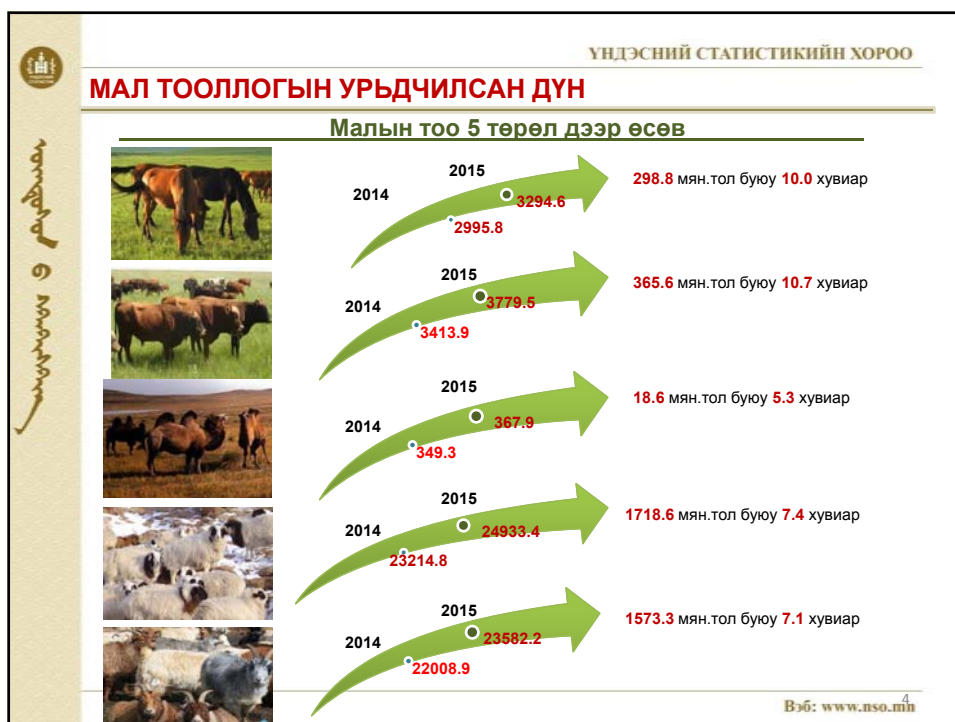 ҮНДЭСНИЙ СТАТИСТИКИЙН ХОРОО
МАЛ ТООЛЛОГЫН УРЬДЧИЛСАН ДҮН
Малын тоо 5 төрөл дээр өсөв
2014
2015
2995.8
3294.6
298.8 мян.тол буюу 10.0 хувиар
2014
2015
3413.9
3779.5
365.6 мян.тол буюу 10.7 хувиар
2014
2015
349.3
367.9
18.6 мян.тол буюу 5.3 хувиар
2014
2015
23214.8
24933.4
1718.6 мян.тол буюу 7.4 хувиар
2014
2015
22008.9
23582.2
1573.3 мян.тол буюу 7.1 хувиар
Вэб: www.nso.mn
4